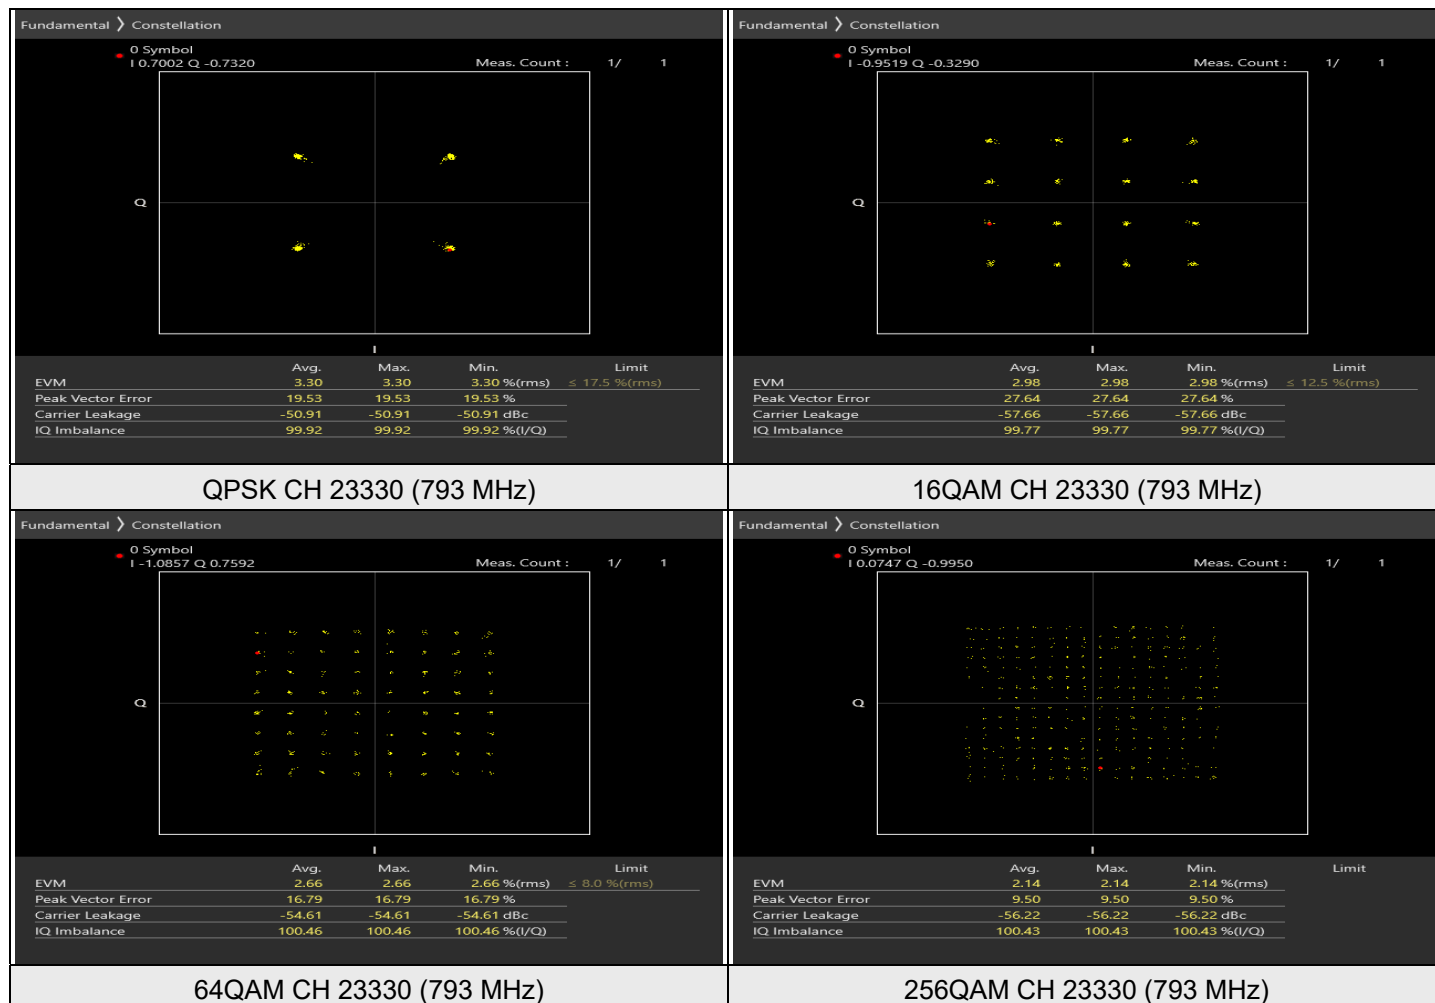 Fundamental ❯ Constellation
0 Symbol
I 0.7002 Q -0.7320 Meas. Count : 1/ 1
Q
I
Avg. Max. Min. Limit
EVM 3.30 3.30 3.30 %(rms) ≤ 17.5 %(rms)
Peak Vector Error 19.53 19.53 19.53 %
Carrier Leakage -50.91 -50.91 -50.91 dBc
IQ Imbalance 99.92 99.92 99.92 %(I/Q)
QPSK CH 23330 (793 MHz)
Fundamental ❯ Constellation
0 Symbol
I -0.9519 Q -0.3290 Meas. Count : 1/ 1
Q
I
Avg. Max. Min. Limit
EVM 2.98 2.98 2.98 %(rms) ≤ 12.5 %(rms)
Peak Vector Error 27.64 27.64 27.64 %
Carrier Leakage -57.66 -57.66 -57.66 dBc
IQ Imbalance 99.77 99.77 99.77 %(I/Q)
16QAM CH 23330 (793 MHz)
Fundamental ❯ Constellation
0 Symbol
I -1.0857 Q 0.7592 Meas. Count : 1/ 1
Q
I
Avg. Max. Min. Limit
EVM 2.66 2.66 2.66 %(rms) ≤ 8.0 %(rms)
Peak Vector Error 16.79 16.79 16.79 %
Carrier Leakage -54.61 -54.61 -54.61 dBc
IQ Imbalance 100.46 100.46 100.46 %(I/Q)
64QAM CH 23330 (793 MHz)
Fundamental ❯ Constellation
0 Symbol
I 0.0747 Q -0.9950 Meas. Count : 1/ 1
Q
I
Avg. Max. Min. Limit
EVM 2.14 2.14 2.14 %(rms)
Peak Vector Error 9.50 9.50 9.50 %
Carrier Leakage -56.22 -56.22 -56.22 dBc
IQ Imbalance 100.43 100.43 100.43 %(I/Q)
256QAM CH 23330 (793 MHz)